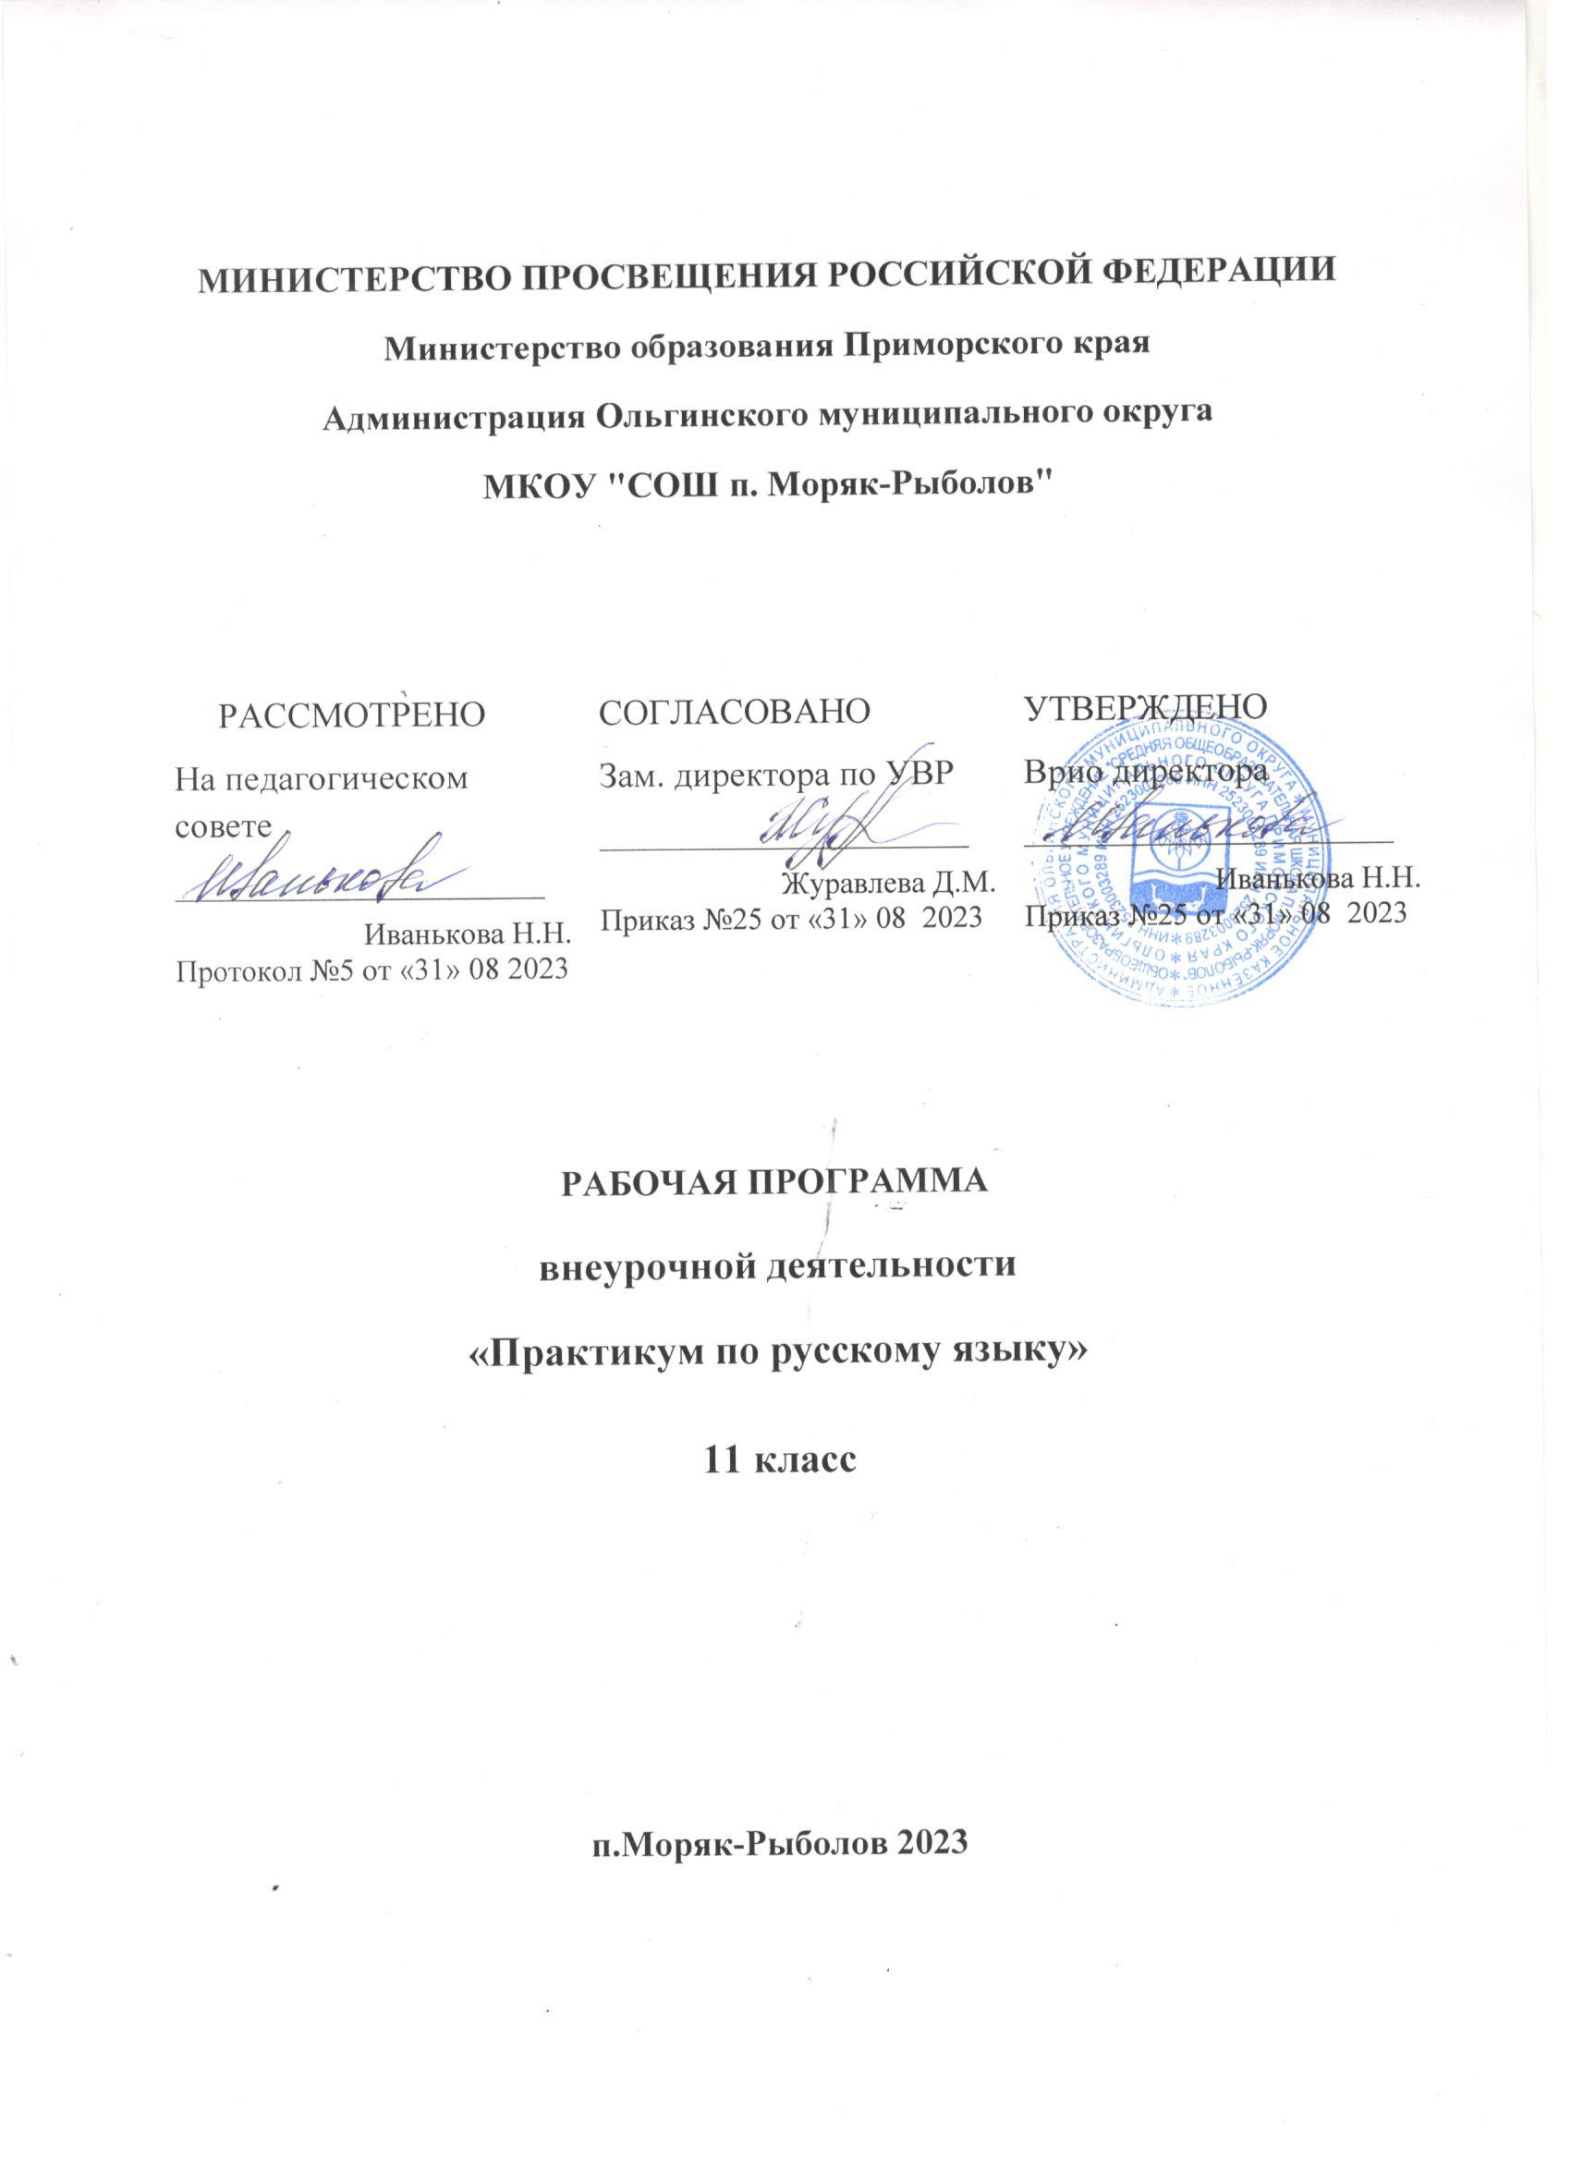 МИНИСТЕРСТВО ПРОСВЕЩЕНИЯ РОССИЙСКОЙ ФЕДЕРАЦИИ
Министерство образования Приморского края
Администрация Ольгинского муниципального округа
МКОУ "СОШ п. Моряк-Рыболов"
РАССМОТРЕНО
На педагогическом
совете
Иванькова
Иванькова Н.Н.
Протокол №5 от «31» 08 2023
СОГЛАСОВАНО
Зам. директора по УВР
Журавлева Д.М.
Приказ №25 от «31» 08 2023
УТВЕРЖДЕНО
Врио директора
Иванькова
Иванькова Н.Н.
Приказ №25 от «31» 08 2023
РАБОЧАЯ ПРОГРАММА
внеурочной деятельности
«Практикум по русскому языку»
11 класс
п.Моряк-Рыболов 2023